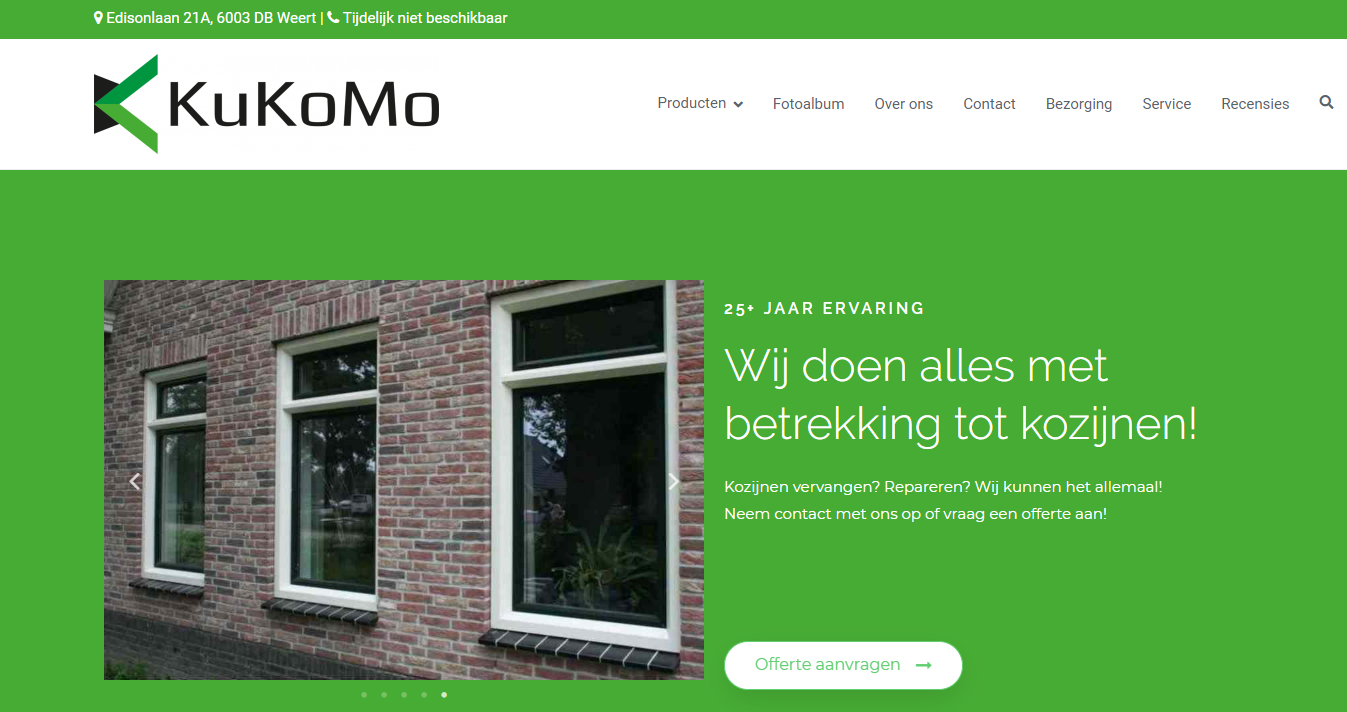 Edisonlaan 21A, 6003 DB Weert | Tijdelijk niet beschikbaar
KuKoMo
Producten Fotoalbum Over ons Contact Bezorging Service Recensies
25+ JAAR ERVARING
Wij doen alles met
betrekking tot kozijnen!
Kozijnen vervangen? Repareren? Wij kunnen het allemaal!
Neem contact met ons op of vraag een offerte aan!
Offerte aanvragen